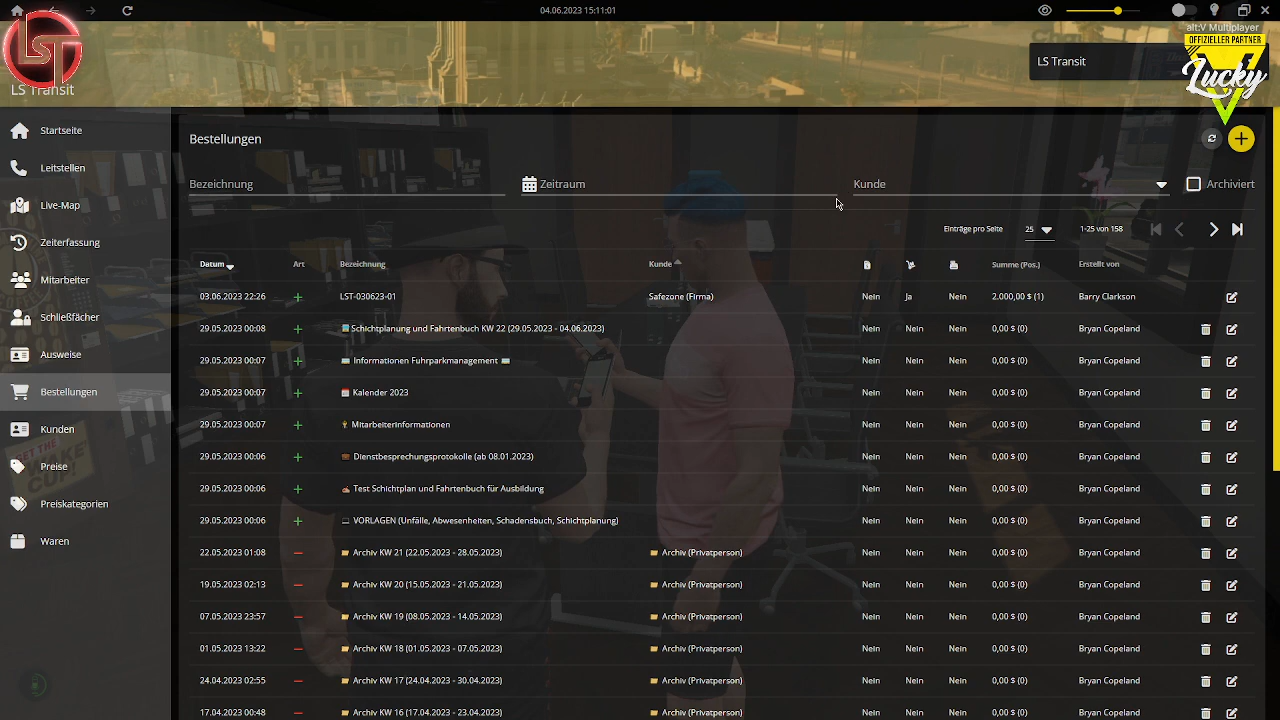 04.06.2023 15:11:01
alt:V Multiplayer
OFFIZIELLER PARTNER
LS Transit
Lucky V
LST
LS Transit
Startseite
Leitstellen
Live-Map
Zeiterfassung
Mitarbeiter
Schließfächer
Ausweise
Bestellungen
Kunden
Preise
Preiskategorien
Waren
Bestellungen
Bezeichnung Zeitraum Kunde Archiviert
Einträge pro Seite 25 1-25 von 158
Datum Art Bezeichnung Kunde Summe (Pos.) Erstellt von
03.06.2023 22:26 + LST-030623-01 Safezone (Firma) Nein Ja Nein 2.000,00 $ (1) Barry Clarkson
29.05.2023 00:08 + Schichtplanung und Fahrtenbuch KW 22 (29.05.2023 - 04.06.2023) Nein Nein Nein 0,00 $ (0) Bryan Copeland
29.05.2023 00:07 + Informationen Fuhrparkmanagement Nein Nein Nein 0,00 $ (0) Bryan Copeland
29.05.2023 00:07 + Kalender 2023 Nein Nein Nein 0,00 $ (0) Bryan Copeland
29.05.2023 00:07 + Mitarbeiterinformationen Nein Nein Nein 0,00 $ (0) Bryan Copeland
29.05.2023 00:06 + Dienstbesprechungsprotokolle (ab 08.01.2023) Nein Nein Nein 0,00 $ (0) Bryan Copeland
29.05.2023 00:06 + Test Schichtplan und Fahrtenbuch für Ausbildung Nein Nein Nein 0,00 $ (0) Bryan Copeland
29.05.2023 00:06 + VORLAGEN (Unfälle, Abwesenheiten, Schadensbuch, Schichtplanung) Nein Nein Nein 0,00 $ (0) Bryan Copeland
22.05.2023 01:08 — Archiv KW 21 (22.05.2023 - 28.05.2023) Archiv (Privatperson) Nein Nein Nein 0,00 $ (0) Bryan Copeland
19.05.2023 02:13 — Archiv KW 20 (15.05.2023 - 21.05.2023) Archiv (Privatperson) Nein Nein Nein 0,00 $ (0) Bryan Copeland
07.05.2023 23:57 — Archiv KW 19 (08.05.2023 - 14.05.2023) Archiv (Privatperson) Nein Nein Nein 0,00 $ (0) Bryan Copeland
01.05.2023 13:22 — Archiv KW 18 (01.05.2023 - 07.05.2023) Archiv (Privatperson) Nein Nein Nein 0,00 $ (0) Bryan Copeland
24.04.2023 02:55 — Archiv KW 17 (24.04.2023 - 30.04.2023) Archiv (Privatperson) Nein Nein Nein 0,00 $ (0) Bryan Copeland
17.04.2023 00:48 — Archiv KW 16 (17.04.2023 - 23.04.2023) Archiv (Privatperson) Nein Nein Nein 0,00 $ (0) Bryan Copeland